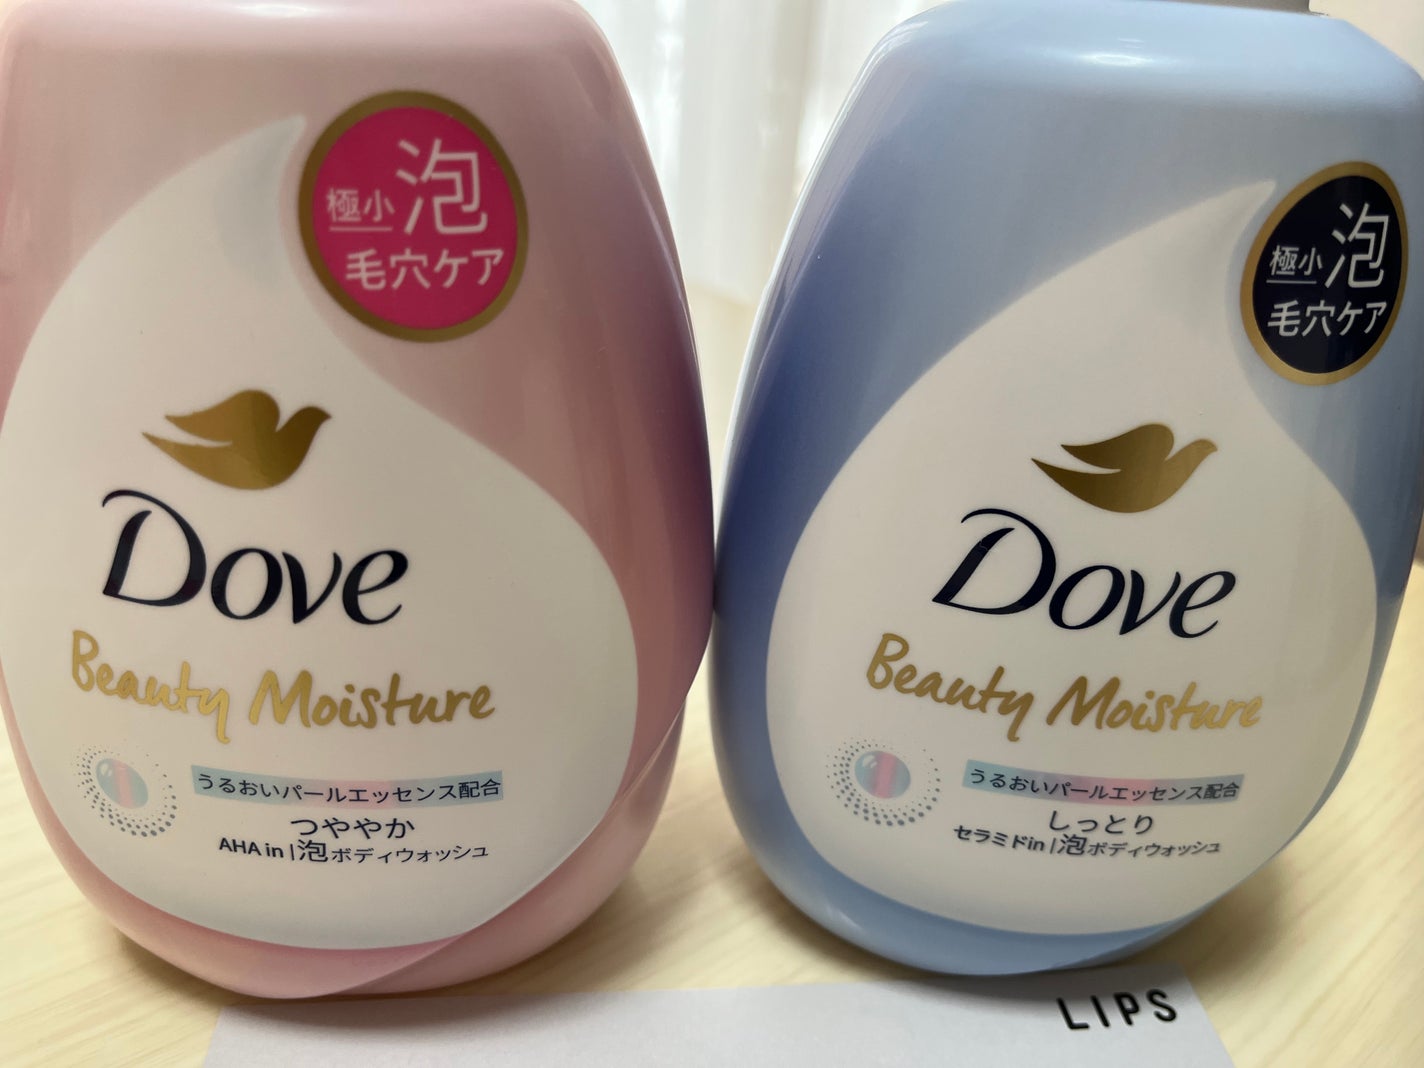 極小泡
毛穴ケア
Dove
Beauty Moisture
うるおいパールエッセンス配合
つややか
AHA in | 泡ボディウォッシュ
極小泡
毛穴ケア
Dove
Beauty Moisture
うるおいパールエッセンス配合
しっとり
セラミドin | 泡ボディウォッシュ
LIPS